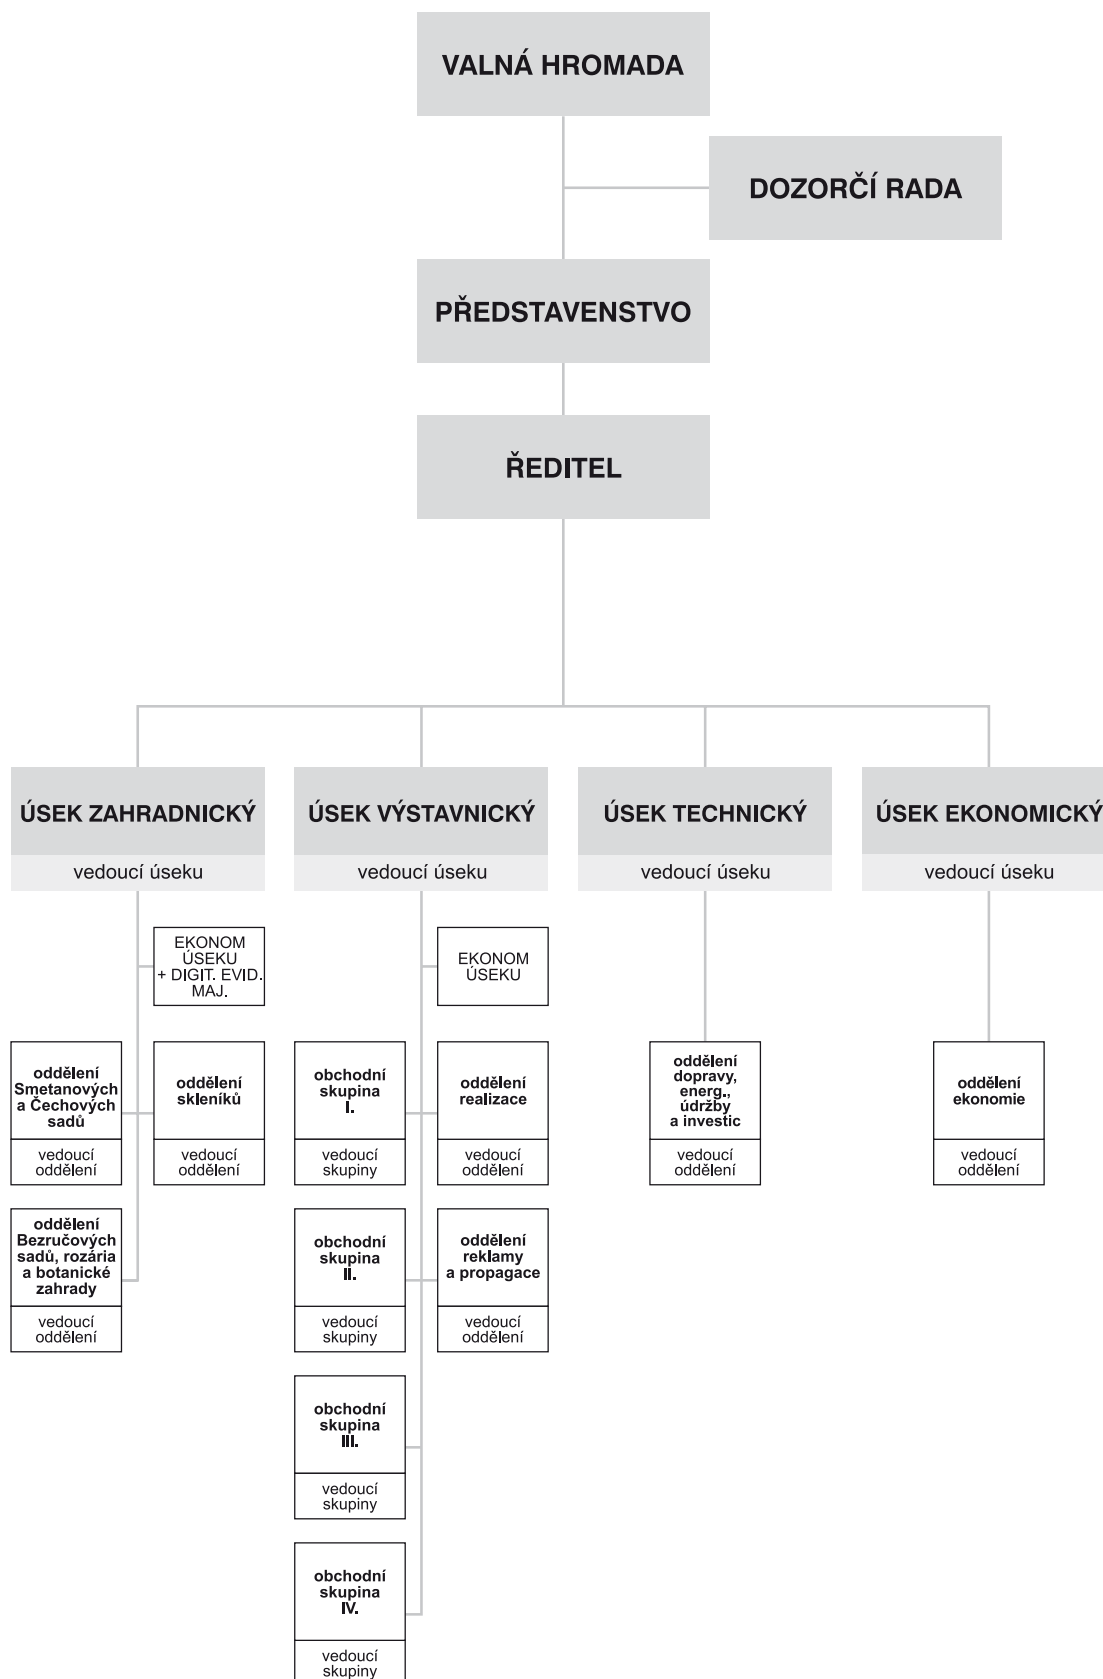 VALNÁ HROMADA
DOZORČÍ RADA
PŘEDSTAVENSTVO
ŘEDITEL
ÚSEK ZAHRADNICKÝ
vedoucí úseku
ÚSEK VÝSTAVNICKÝ
vedoucí úseku
ÚSEK TECHNICKÝ
vedoucí úseku
ÚSEK EKONOMICKÝ
vedoucí úseku
EKONOM
ÚSEKU
+ DIGIT. EVID.
MAJ.
EKONOM
ÚSEKU
oddělení
Smetanových
a Čechových
sadů
vedoucí
oddělení
oddělení
skleníků
vedoucí
oddělení
obchodní
skupina
I.
vedoucí
skupiny
oddělení
realizace
vedoucí
oddělení
oddělení
dopravy,
energ.,
údržby
a investic
vedoucí
oddělení
oddělení
ekonomie
vedoucí
oddělení
oddělení
Bezručových
sadů, rozária
a botanické
zahrady
vedoucí
oddělení
obchodní
skupina
II.
vedoucí
skupiny
oddělení
reklamy
a propagace
vedoucí
oddělení
obchodní
skupina
III.
vedoucí
skupiny
obchodní
skupina
IV.
vedoucí
skupiny